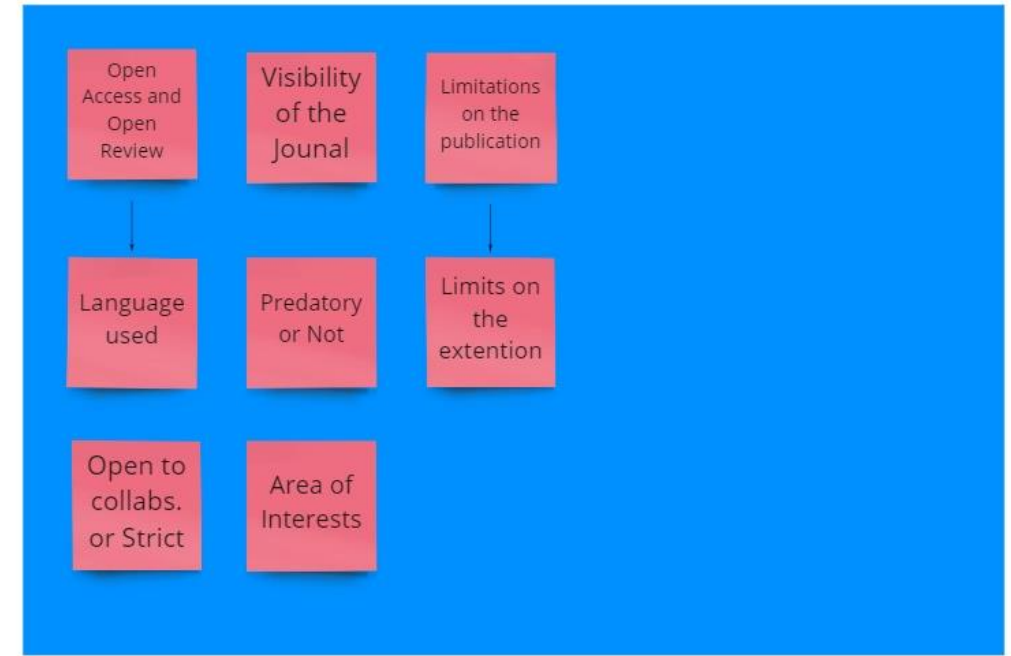 Open
Access and
Open
Review
Visibility
of the
Jounal
Limitations
on the
publication
Language
used
Predatory
or Not
Limits on
the
extention
Open to
collabs.
or Strict
Area of
Interests